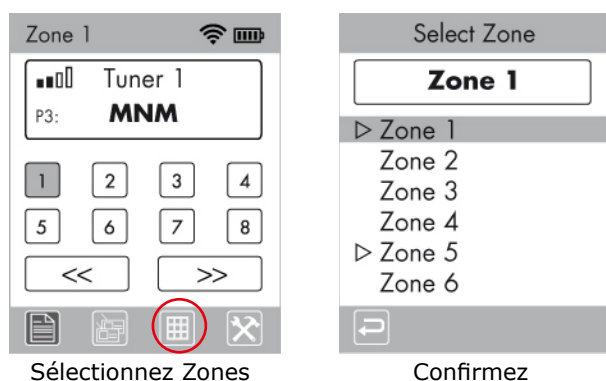 Zone 1
Tuner 1
P3: MNM
1 2 3 4
5 6 7 8
<< >>
Sélectionnez Zones
Select Zone
Zone 1
▷ Zone 1
Zone 2
Zone 3
Zone 4
▷ Zone 5
Zone 6
Confirmez